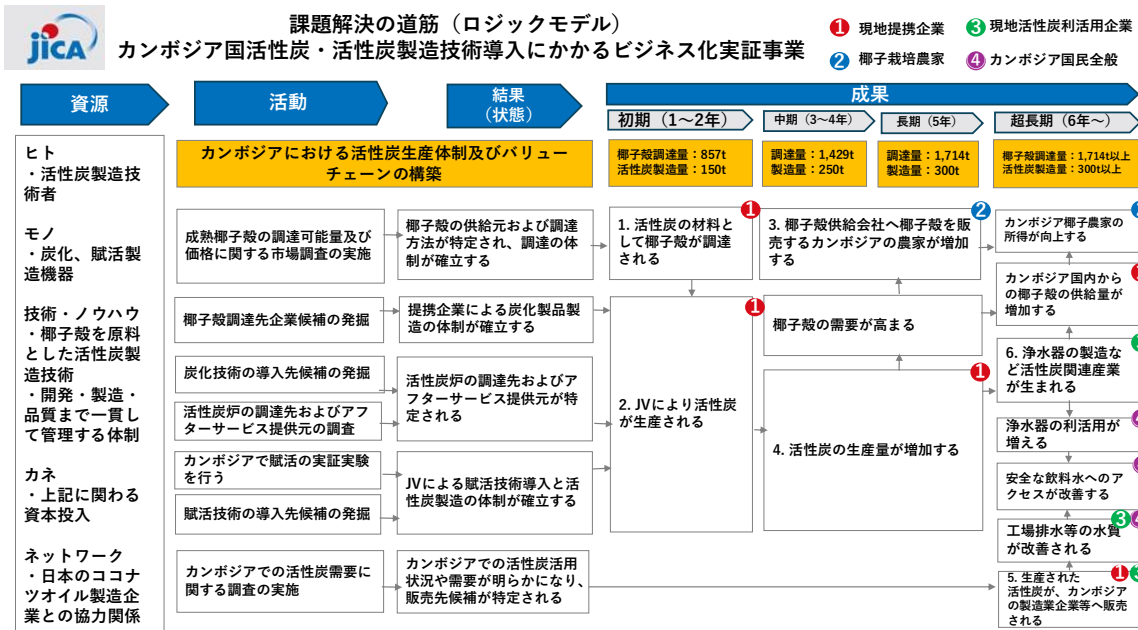 jica
課題解決の道筋（ロジックモデル）
カンボジア国活性炭・活性炭製造技術導入にかかるビジネス化実証事業
1 現地提携企業
3 現地活性炭利活用企業
2 椰子栽培農家
4 カンボジア国民全般
資源
活動
結果
（状態）
成果
初期（1～2年）
中期（3～4年）
長期（5年）
超長期（6年～）
ヒト
・活性炭製造技
術者
モノ
・炭化、賦活製
造機器
技術・ノウハウ
・椰子殻を原料
とした活性炭製
造技術
・開発・製造・
品質まで一貫し
て管理する体制
カネ
・上記に関わる
資本投入
ネットワーク
・日本のココナ
ツオイル製造企
業との協力関係
カンボジアにおける活性炭生産体制及びバリュー
チェーンの構築
椰子殻調達量：857t
活性炭製造量：150t
調達量：1,429t
製造量：250t
調達量：1,714t
製造量：300t
椰子殻調達量：1,714t以上
活性炭製造量：300t以上
成熟椰子殻の調達可能量及び
価格に関する市場調査の実施
椰子殻の供給元および調達
方法が特定され、調達の体
制が確立する
1
1. 活性炭の材料と
して椰子殻が調達
される
2
3. 椰子殻供給会社へ椰子殻を販
売するカンボジアの農家が増加
する
カンボジア椰子農家の
所得が向上する
椰子殻調達先企業候補の発掘
提携企業による炭化製品製
造の体制が確立する
1
2. JVにより活性炭
が生産される
椰子殻の需要が高まる
カンボジア国内から
の椰子殻の供給量が
増加する
炭化技術の導入先候補の発掘
活性炭炉の調達先およびアフ
ターサービス提供元の調査
活性炭炉の調達先およびア
フターサービス提供元が特
定される
1
4. 活性炭の生産量が増加する
6. 浄水器の製造な
ど活性炭関連産業
が生まれる
浄水器の利活用が
増える
カンボジアで賦活の実証実験
を行う
賦活技術の導入先候補の発掘
JVによる賦活技術導入と活
性炭製造の体制が確立する
安全な飲料水へのア
クセスが改善する
3
工場排水等の水質
が改善される
カンボジアでの活性炭需要に
関する調査の実施
カンボジアでの活性炭活用
状況や需要が明らかになり、
販売先候補が特定される
1
5. 生産された
活性炭が、カンボジア
の製造業企業等へ販売
される